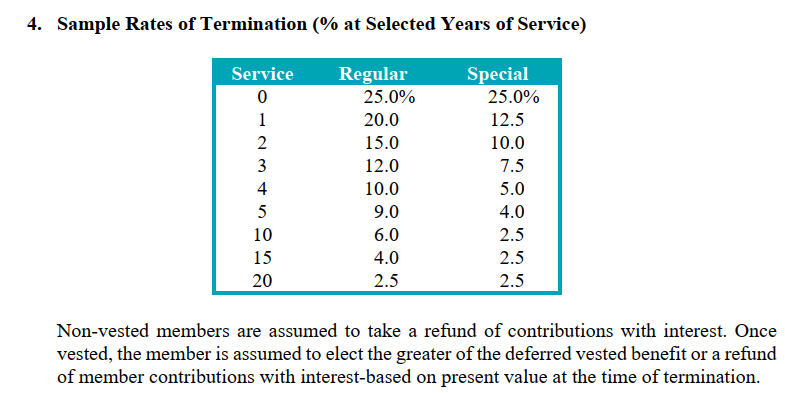 4. Sample Rates of Termination (% at Selected Years of Service)
Service Regular Special
0 25.0% 25.0%
1 20.0 12.5
2 15.0 10.0
3 12.0 7.5
4 10.0 5.0
5 9.0 4.0
10 6.0 2.5
15 4.0 2.5
20 2.5 2.5
Non-vested members are assumed to take a refund of contributions with interest. Once
vested, the member is assumed to elect the greater of the deferred vested benefit or a refund
of member contributions with interest-based on present value at the time of termination.